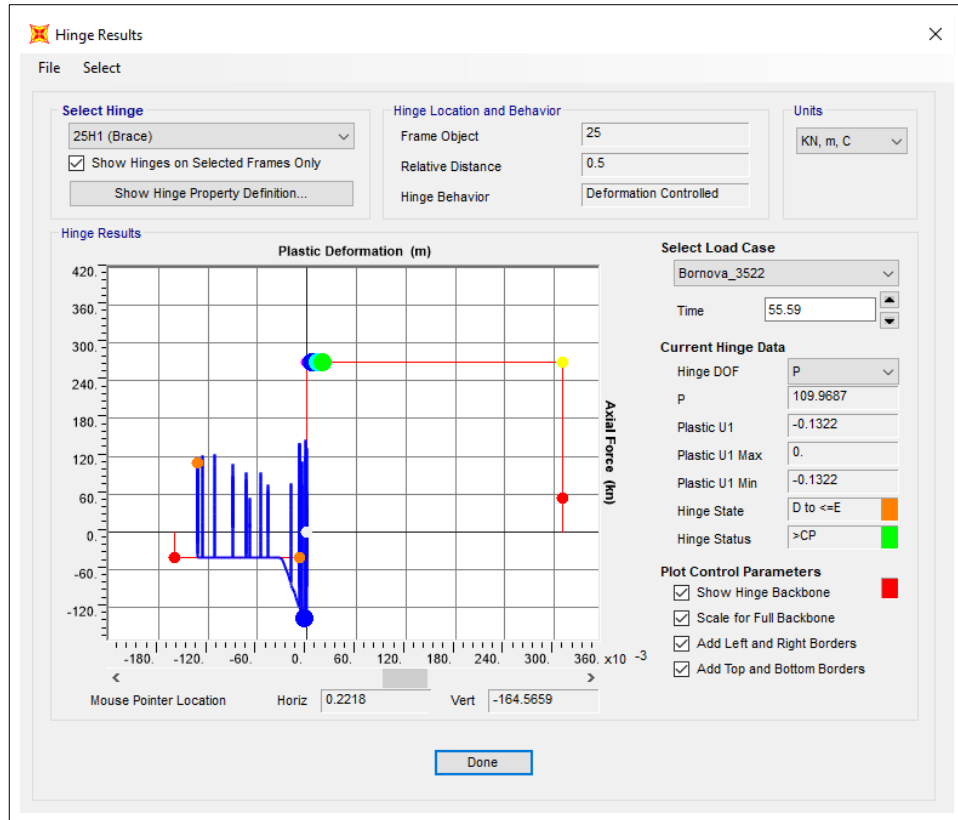 Hinge Results
File Select
Select Hinge
25H1 (Brace)
Show Hinges on Selected Frames Only
Show Hinge Property Definition...
Hinge Location and Behavior
Frame Object 25
Relative Distance 0.5
Hinge Behavior Deformation Controlled
Units
KN, m, C
Hinge Results
Plastic Deformation (m)
420.
360.
300.
240.
180.
120.
60.
0.
-60.
-120.
Axial Force (kn)
-180. -120. -60. 0. 60. 120. 180. 240. 300. 360. x10 -3
Mouse Pointer Location Horiz 0.2218 Vert -164.5659
Select Load Case
Bornova_3522
Time 55.59
Current Hinge Data
Hinge DOF P
P 109.9687
Plastic U1 -0.1322
Plastic U1 Max 0.
Plastic U1 Min -0.1322
Hinge State D to <=E
Hinge Status >CP
Plot Control Parameters
Show Hinge Backbone
Scale for Full Backbone
Add Left and Right Borders
Add Top and Bottom Borders
Done